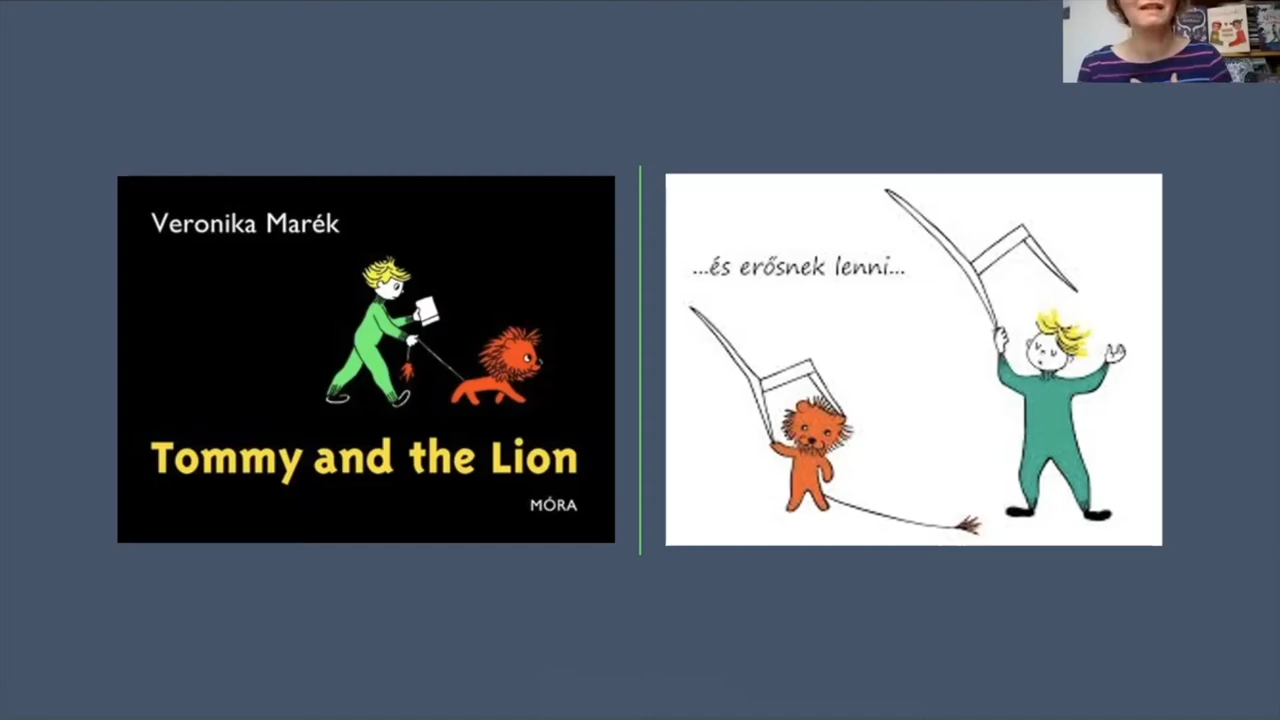 Veronika Marék
Tommy and the Lion
MÓRA
...és erősnek lenni...